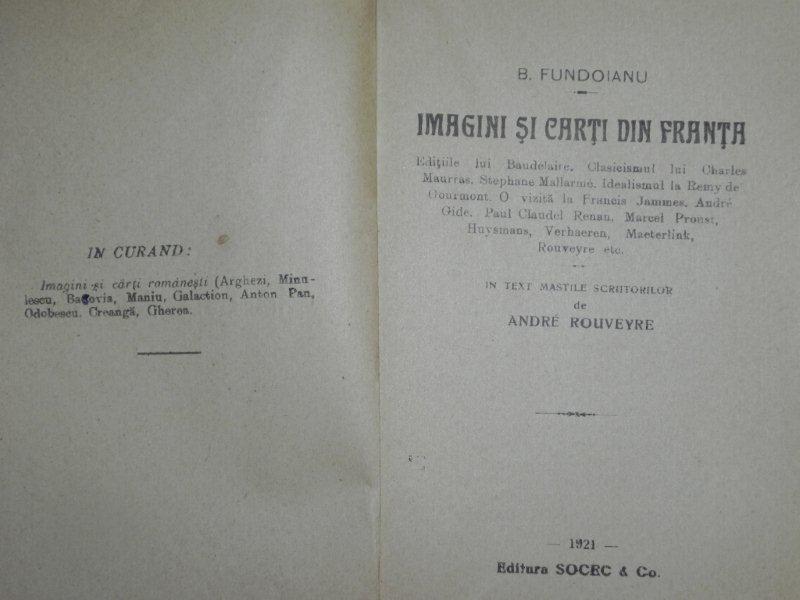 IN CURAND:
Imagini și cărți românești (Arghezi, Minu-
lescu, Bacovia, Maniu, Galaction, Anton Pan,
Odobescu, Creangă, Gherea.
B. FUNDOIANU
IMAGINI ȘI CARȚI DIN FRANȚA
Edițiile lui Baudelaire. Clasicismul lui Charles
Maurras. Stephane Mallarmé. Idealismul la Remy de
Gourmont. O vizită la Francis Jammes. André
Gide. Paul Claudel Renan. Marcel Proust,
Huysmans, Verhaeren, Maeterlink,
Rouveyre etc.
IN TEXT MASTILE SCRIITORILOR
de
ANDRÉ ROUVEYRE
— 1921 —
Editura SOCEC & Co.